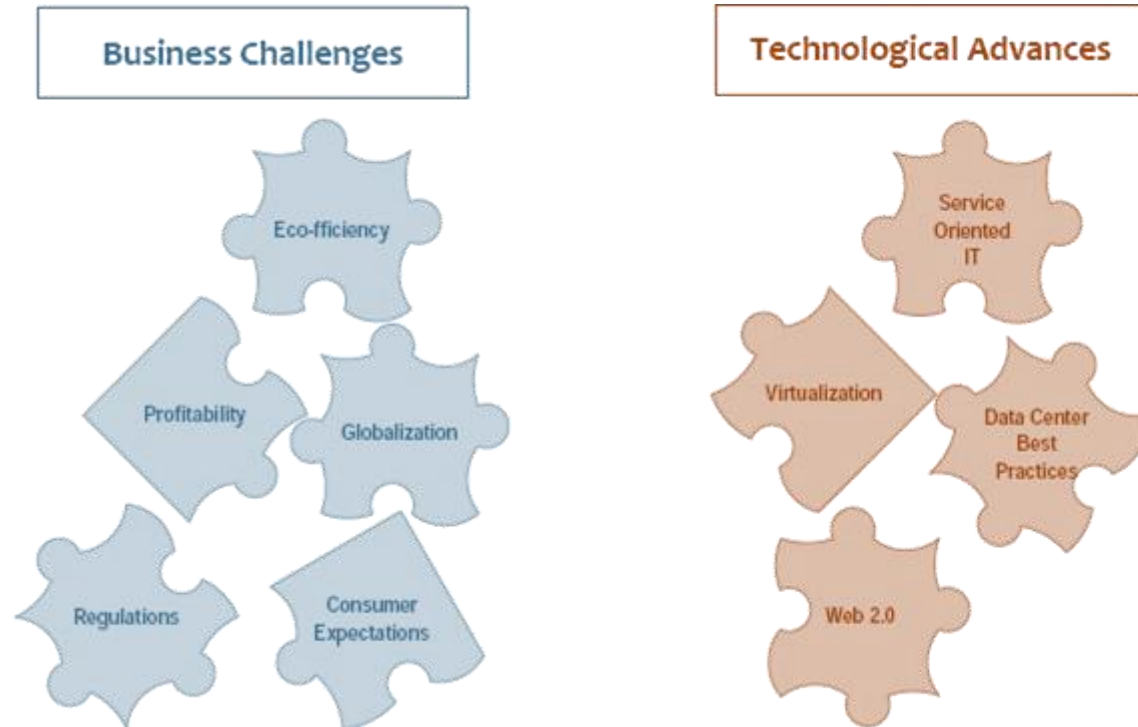 Business Challenges
Technological Advances
Eco-fficiency
Profitability
Globalization
Regulations
Consumer
Expectations
Service
Oriented
IT
Virtualization
Data Center
Best
Practices
Web 2.0